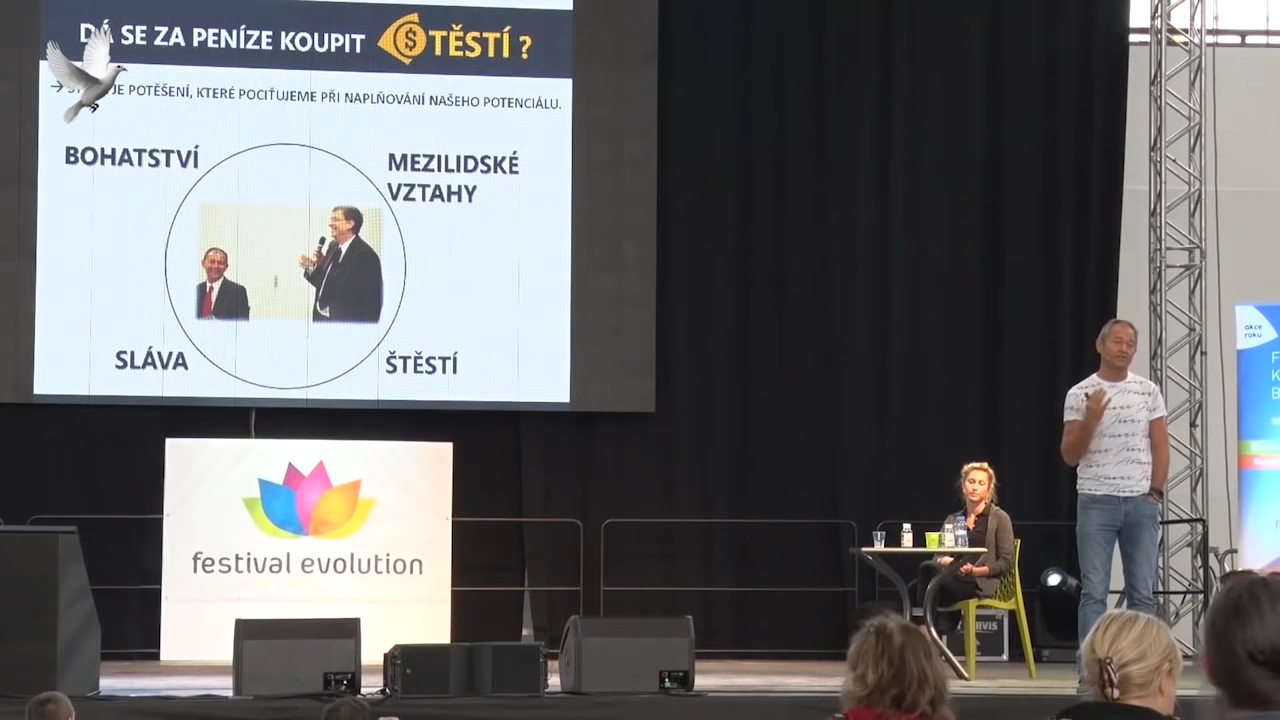 DÁ SE ZA PENÍZE KOUPIT ŠTĚSTÍ ?
JE POTĚŠENÍ, KTERÉ POCIŤUJEME PŘI NAPLŇOVÁNÍ NAŠEHO POTENCIÁLU.
BOHATSTVÍ
MEZILIDSKÉ
VZTAHY
SLÁVA
ŠTĚSTÍ
festival evolution
akce
roku